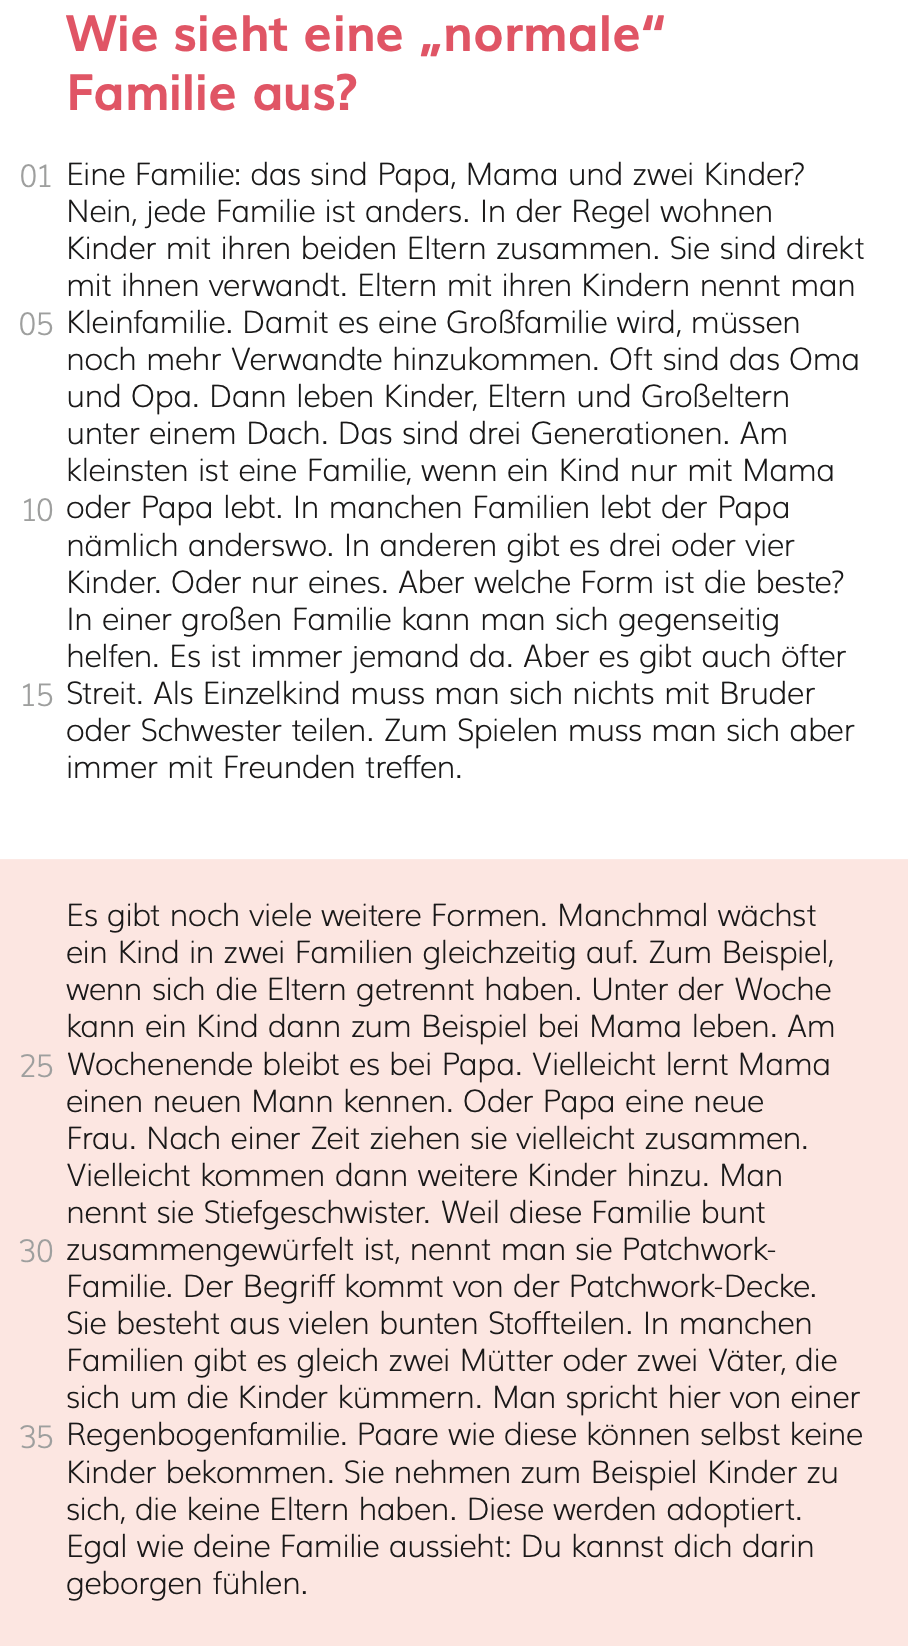 Wie sieht eine „normale“
Familie aus?
01 Eine Familie: das sind Papa, Mama und zwei Kinder?
Nein, jede Familie ist anders. In der Regel wohnen
Kinder mit ihren beiden Eltern zusammen. Sie sind direkt
mit ihnen verwandt. Eltern mit ihren Kindern nennt man
05 Kleinfamilie. Damit es eine Großfamilie wird, müssen
noch mehr Verwandte hinzukommen. Oft sind das Oma
und Opa. Dann leben Kinder, Eltern und Großeltern
unter einem Dach. Das sind drei Generationen. Am
kleinsten ist eine Familie, wenn ein Kind nur mit Mama
10 oder Papa lebt. In manchen Familien lebt der Papa
nämlich anderswo. In anderen gibt es drei oder vier
Kinder. Oder nur eines. Aber welche Form ist die beste?
In einer großen Familie kann man sich gegenseitig
helfen. Es ist immer jemand da. Aber es gibt auch öfter
15 Streit. Als Einzelkind muss man sich nichts mit Bruder
oder Schwester teilen. Zum Spielen muss man sich aber
immer mit Freunden treffen.
Es gibt noch viele weitere Formen. Manchmal wächst
ein Kind in zwei Familien gleichzeitig auf. Zum Beispiel,
wenn sich die Eltern getrennt haben. Unter der Woche
kann ein Kind dann zum Beispiel bei Mama leben. Am
25 Wochenende bleibt es bei Papa. Vielleicht lernt Mama
einen neuen Mann kennen. Oder Papa eine neue
Frau. Nach einer Zeit ziehen sie vielleicht zusammen.
Vielleicht kommen dann weitere Kinder hinzu. Man
nennt sie Stiefgeschwister. Weil diese Familie bunt
30 zusammengewürfelt ist, nennt man sie Patchwork-
Familie. Der Begriff kommt von der Patchwork-Decke.
Sie besteht aus vielen bunten Stoffteilen. In manchen
Familien gibt es gleich zwei Mütter oder zwei Väter, die
sich um die Kinder kümmern. Man spricht hier von einer
35 Regenbogenfamilie. Paare wie diese können selbst keine
Kinder bekommen. Sie nehmen zum Beispiel Kinder zu
sich, die keine Eltern haben. Diese werden adoptiert.
Egal wie deine Familie aussieht: Du kannst dich darin
geborgen fühlen.